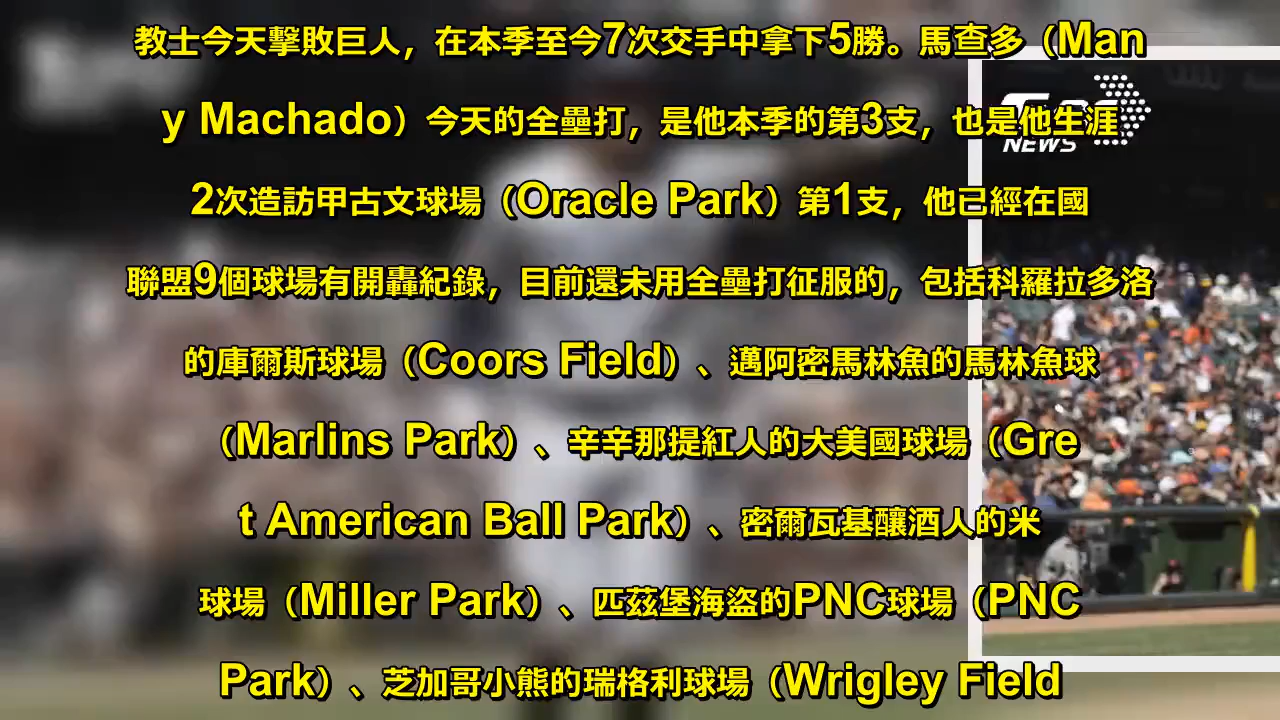 教士今天擊敗巨人，在本季至今7次交手中拿下5勝。馬查多（Man
y Machado）今天的全壘打，是他本季的第3支，也是他生涯
2次造訪甲古文球場（Oracle Park）第1支，他已經在國
聯盟9個球場有開轟紀錄，目前還未用全壘打征服的，包括科羅拉多洛
的庫爾斯球場（Coors Field）、邁阿密馬林魚的馬林魚球
（Marlins Park）、辛辛那提紅人的大美國球場（Gre
t American Ball Park）、密爾瓦基釀酒人的米
球場（Miller Park）、匹茲堡海盜的PNC球場（PNC
Park）、芝加哥小熊的瑞格利球場（Wrigley Field
NEWS